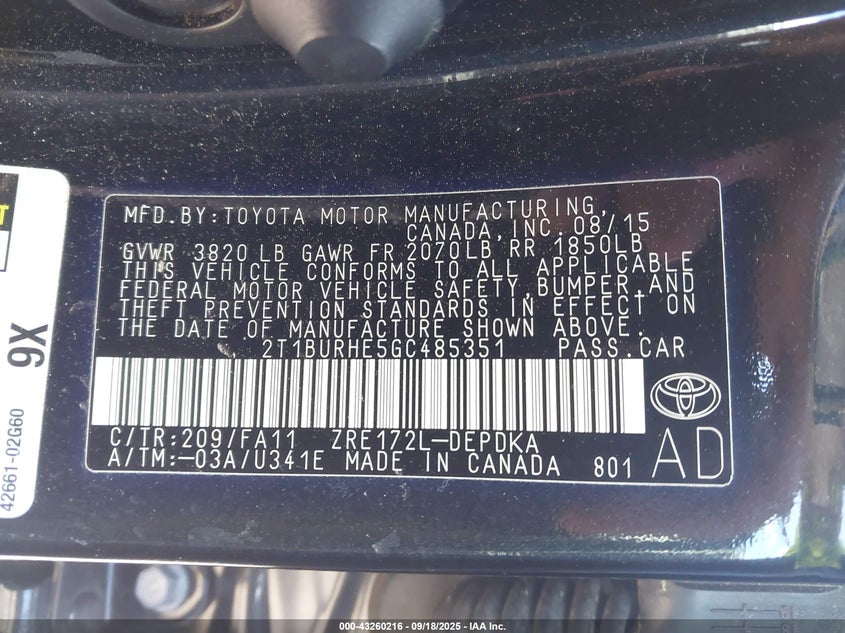 MFD.BY:TOYOTA MOTOR MANUFACTURING,
CANADA,INC. 08/15
GVWR 3820 LB GAWR FR 2070LB RR 1850LB
THIS VEHICLE CONFORMS TO ALL APPLICABLE
FEDERAL MOTOR VEHICLE SAFETY,BUMPER,AND
THEFT PREVENTION STANDARDS IN EFFECT ON
THE DATE OF MANUFACTURE SHOWN ABOVE.
2T1BURHE5GC485351 PASS.CAR
C/TR:209/FA11 ZRE172L-DEPDKA
A/TM:-03A/U341E MADE IN CANADA 801
AD
9X
42661-02G60
000-43260216 - 09/18/2025 - IAA Inc.